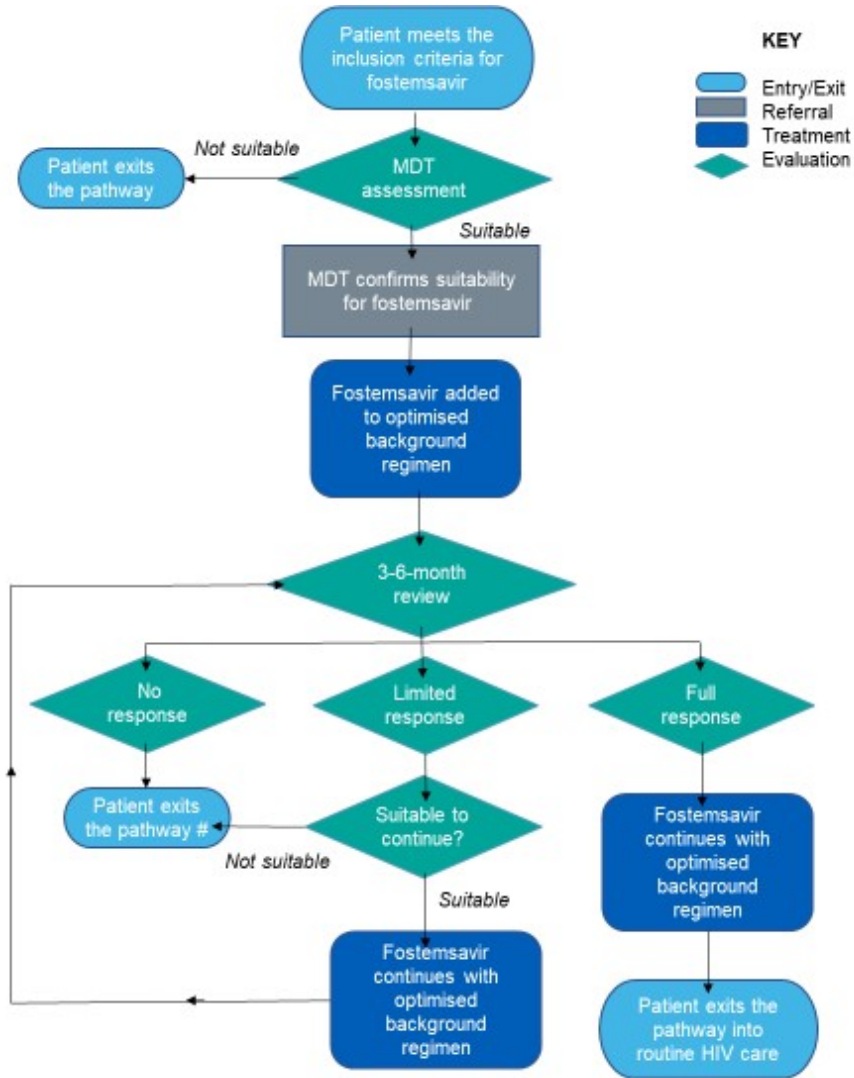 Patient meets the
inclusion criteria for
fostemsavir
KEY
Entry/Exit
Referral
Treatment
Evaluation
Not suitable
Patient exits
the pathway
MDT
assessment
Suitable
MDT confirms suitability
for fostemsavir
Fostemsavir added
to optimised
background
regimen
3-6-month
review
No
response
Limited
response
Full
response
Patient exits
the pathway #
Suitable to
continue?
Not suitable
Suitable
Fostemsavir
continues with
optimised
background
regimen
Fostemsavir
continues with
optimised
background
regimen
Patient exits the
pathway into
routine HIV care